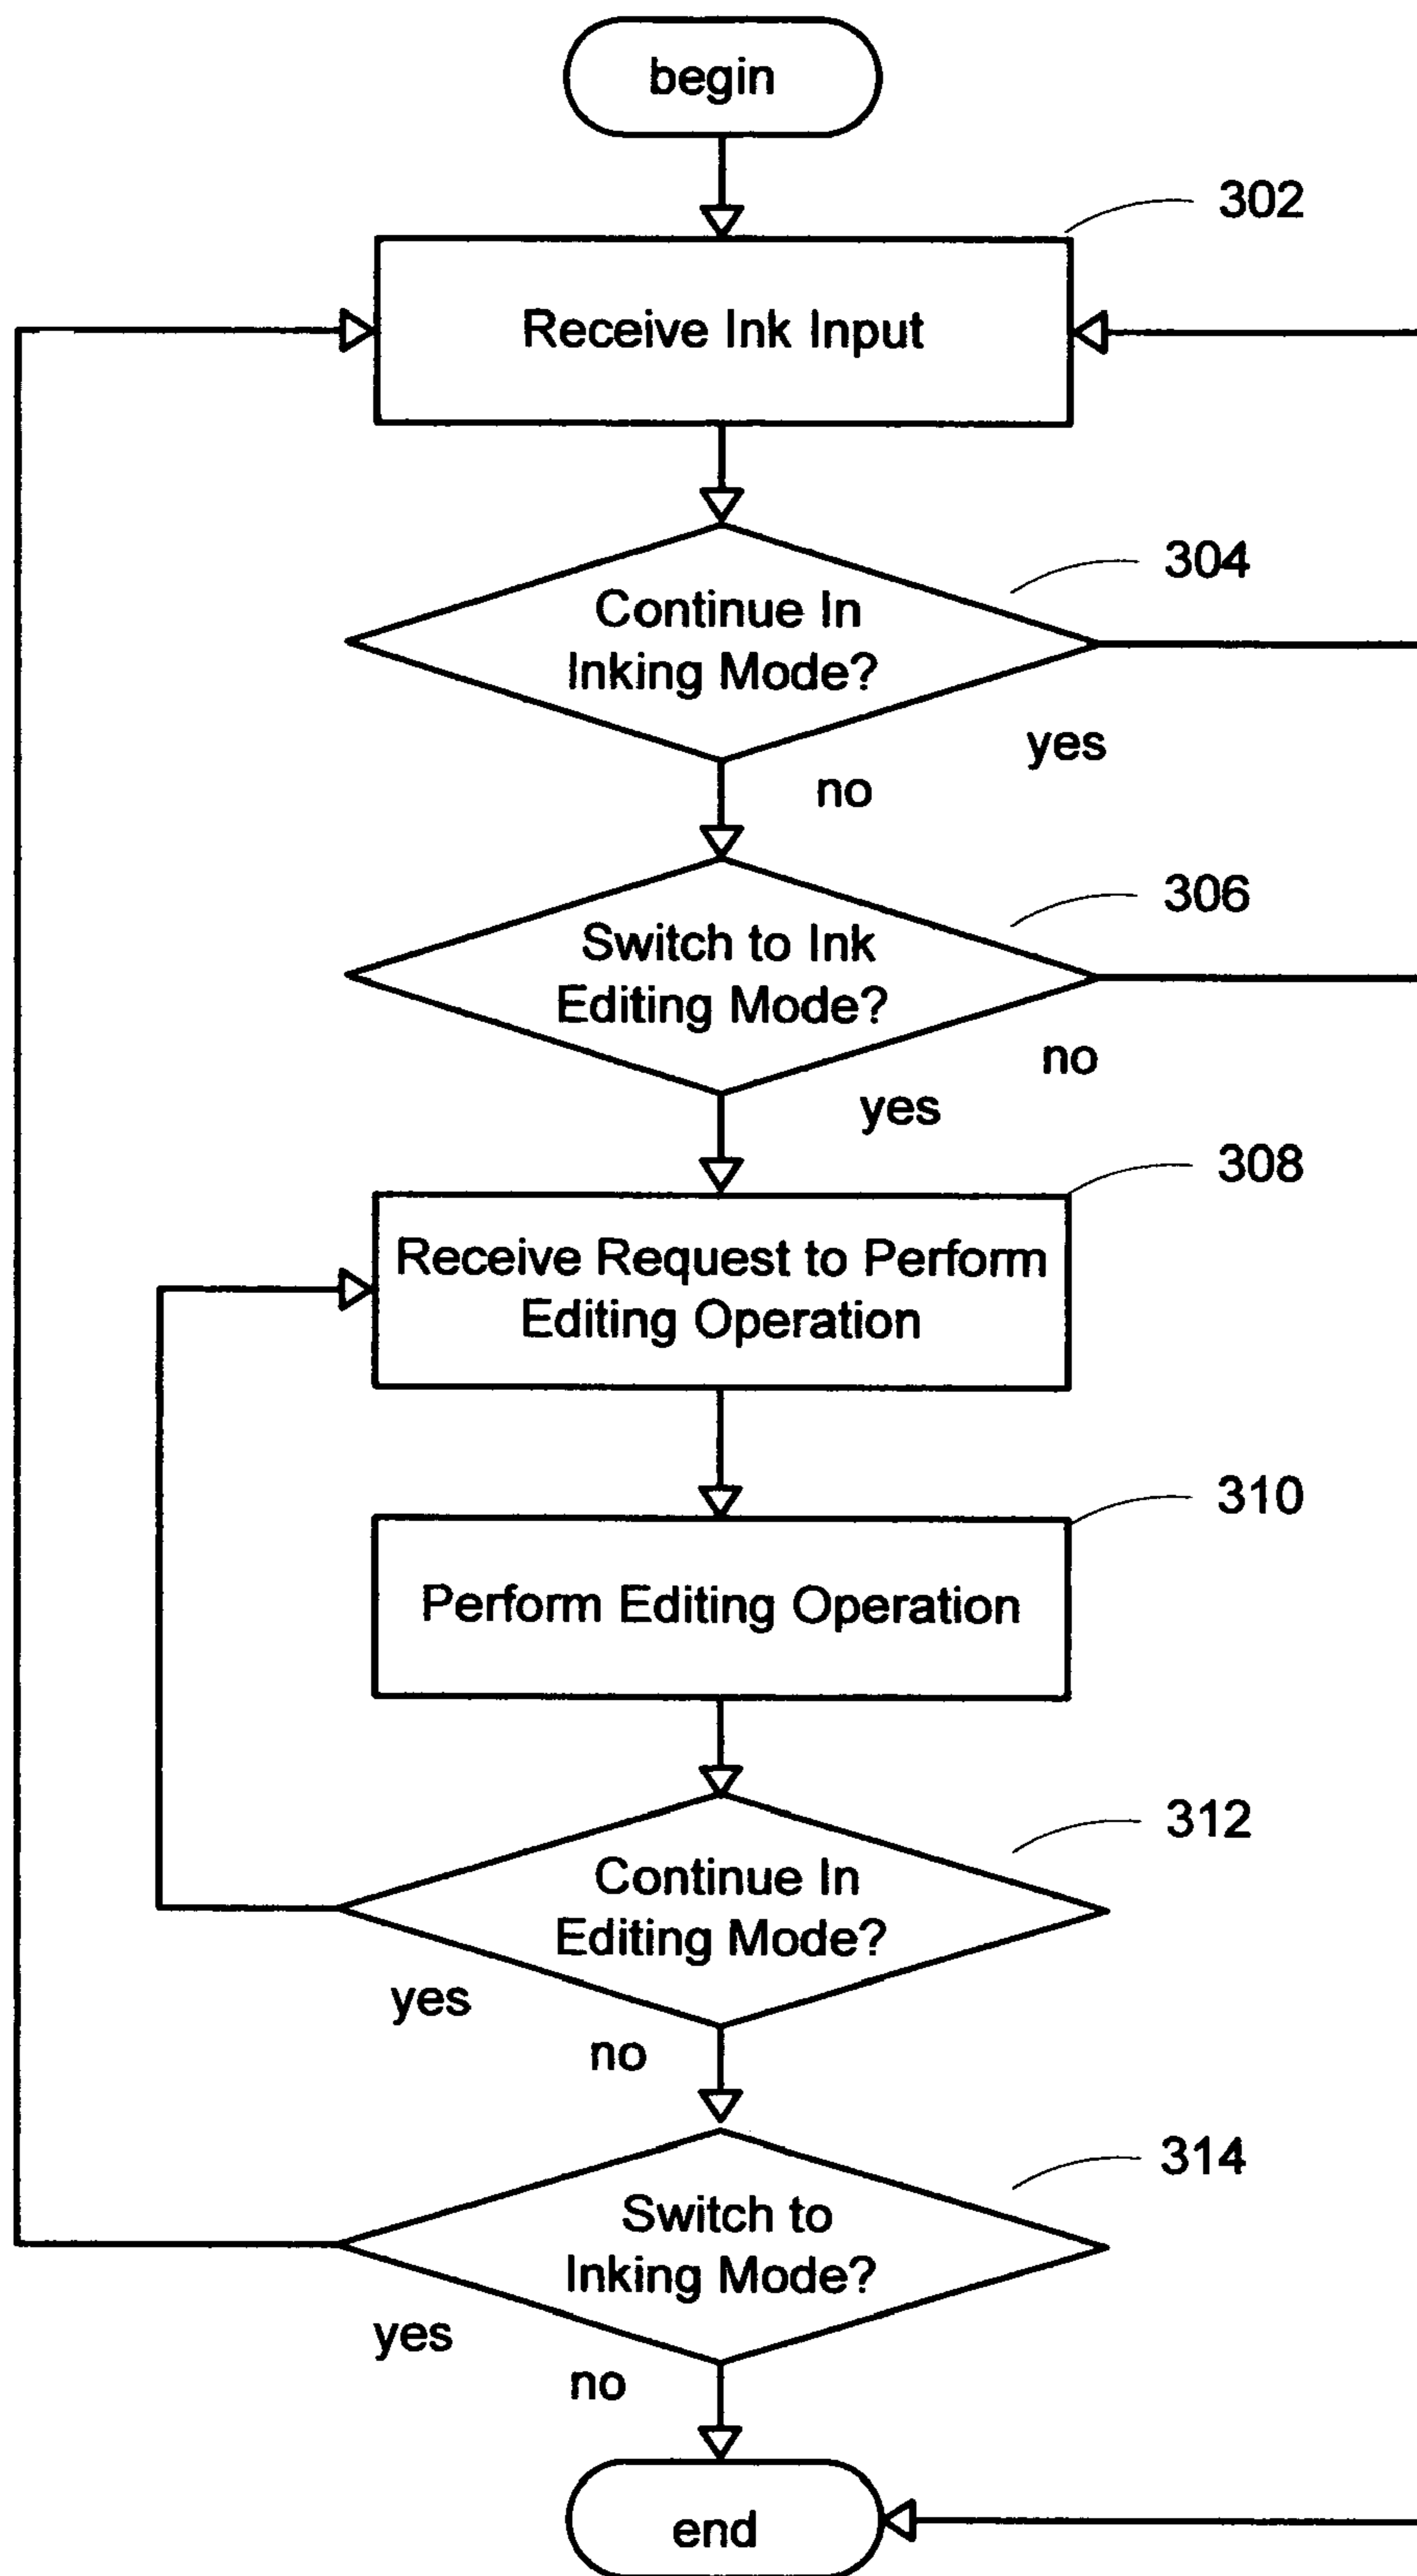 begin
302
Receive Ink Input
304
Continue In
Inking Mode?
yes
no
306
Switch to Ink
Editing Mode?
no
yes
308
Receive Request to Perform
Editing Operation
310
Perform Editing Operation
312
Continue In
Editing Mode?
yes
no
314
Switch to
Inking Mode?
yes
no
end